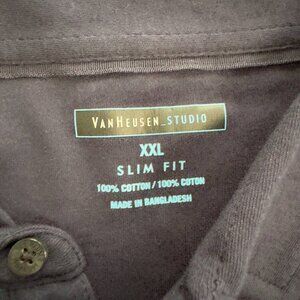 VANHEUSEN_STUDIO
XXL
SLIM FIT
100% COTTON / 100% COTON
MADE IN BANGLADESH